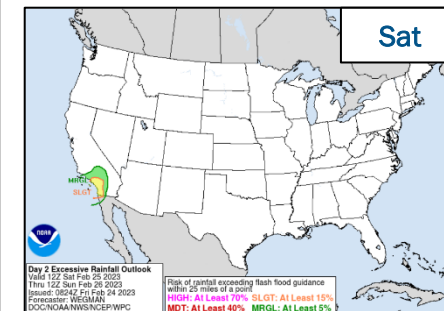 Sat
MRGL
SLGT
NOAA
Day 2 Excessive Rainfall Outlook
Valid 12Z Sat Feb 25 2023
Thru 12Z Sun Feb 26 2023
Issued: 0824Z Fri Feb 24 2023
Forecaster: WEGMAN
DOC/NOAA/NWS/NCEP/WPC
Risk of rainfall exceeding flash flood guidance
within 25 miles of a point
HIGH: At Least 70% SLGT: At Least 15%
MDT: At Least 40% MRGL: At Least 5%